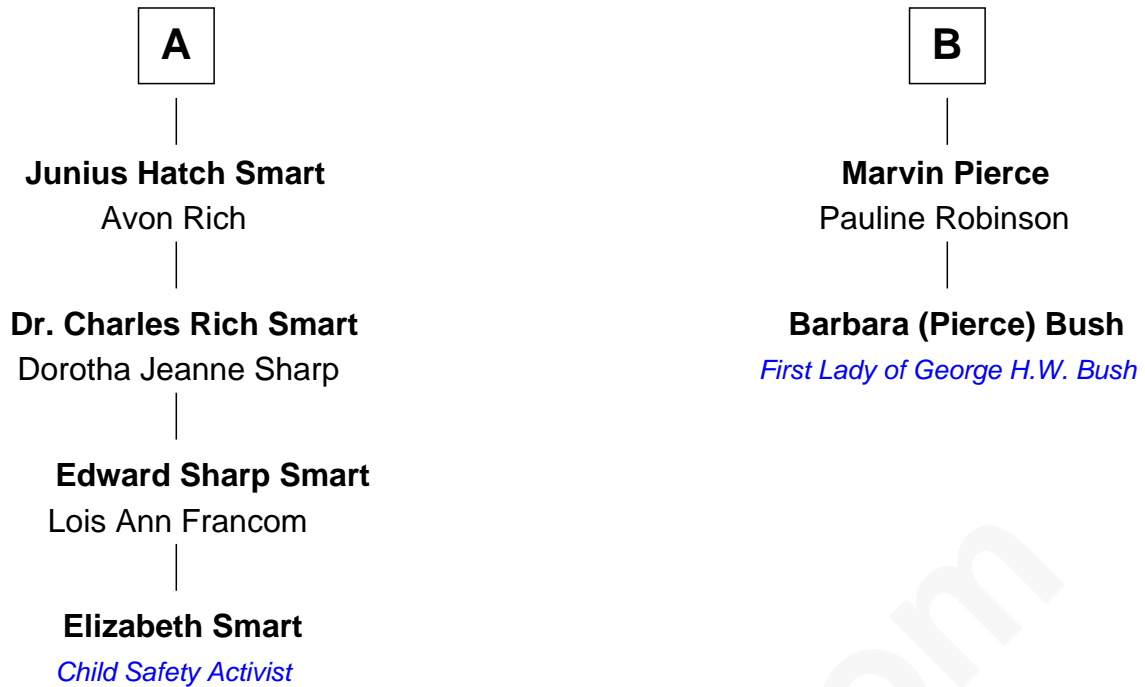 A
Junius Hatch Smart
Avon Rich
Dr. Charles Rich Smart
Dorotha Jeanne Sharp
Edward Sharp Smart
Lois Ann Francom
Elizabeth Smart
Child Safety Activist
B
Marvin Pierce
Pauline Robinson
Barbara (Pierce) Bush
First Lady of George H.W. Bush
om